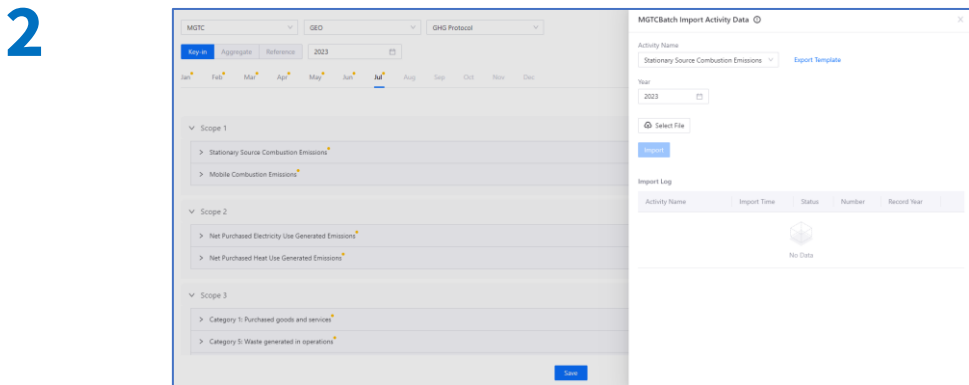 2
MGTC GEO GHG Protocol
Key-in Aggregate Reference 2023
Jan Feb Mar Apr May Jun Jul Aug Sep Oct Nov Dec
Scope 1
Stationary Source Combustion Emissions
Mobile Combustion Emissions
Scope 2
Net Purchased Electricity Use Generated Emissions
Net Purchased Heat Use Generated Emissions
Scope 3
Category 1: Purchased goods and services
Category 5: Waste generated in operations
Save
MGTCBatch Import Activity Data
Activity Name
Stationary Source Combustion Emissions Export Template
Year
2023
Select File
Import
Import Log
Activity Name Import Time Status Number Record Year
No Data